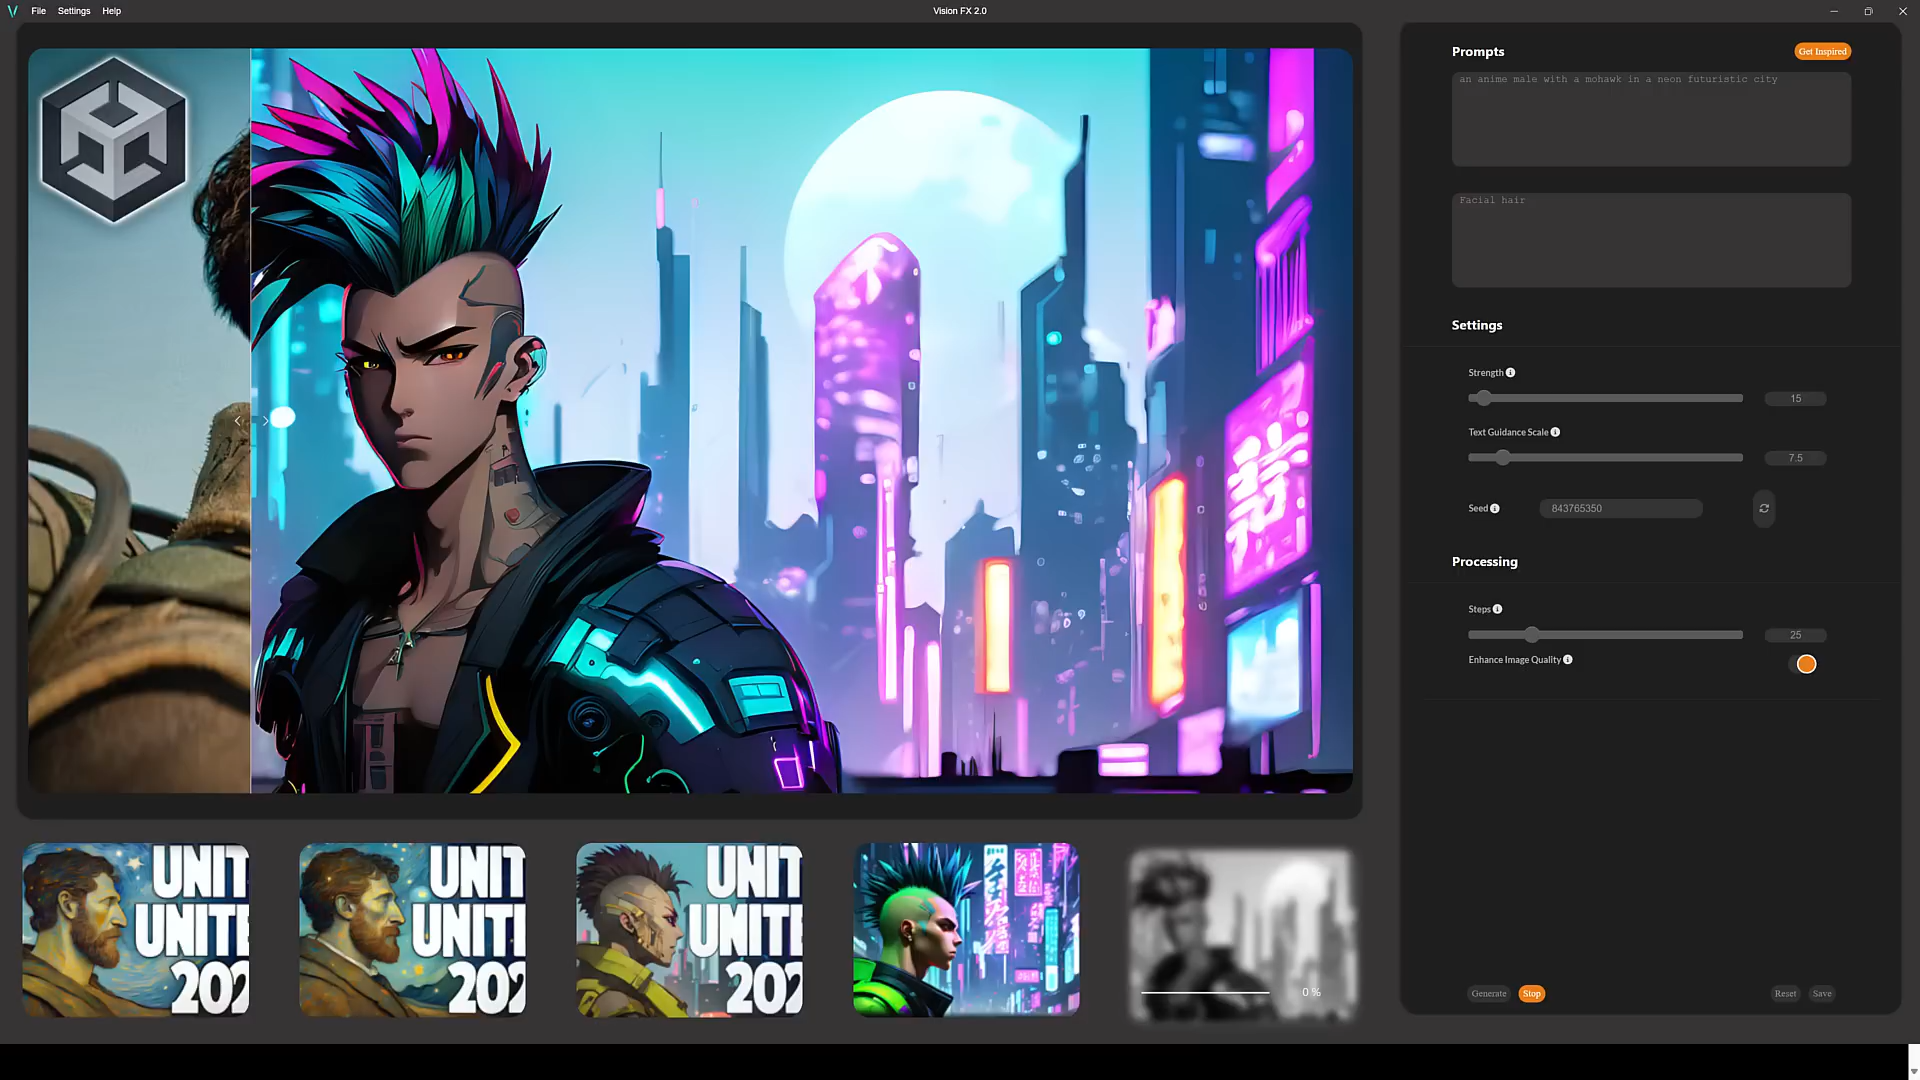 File Settings Help
Vision FX 2.0
Prompts
Get Inspired
an anime male with a mohawk in a neon futuristic city
Facial hair
Settings
Strength
15
Text Guidance Scale
7.5
Seed
843765350
Processing
Steps
25
Enhance Image Quality
UNIT
UNITE
202
UNIT
UNITE
202
UNIT
UNITE
202
0 %
Generate Stop Reset Save